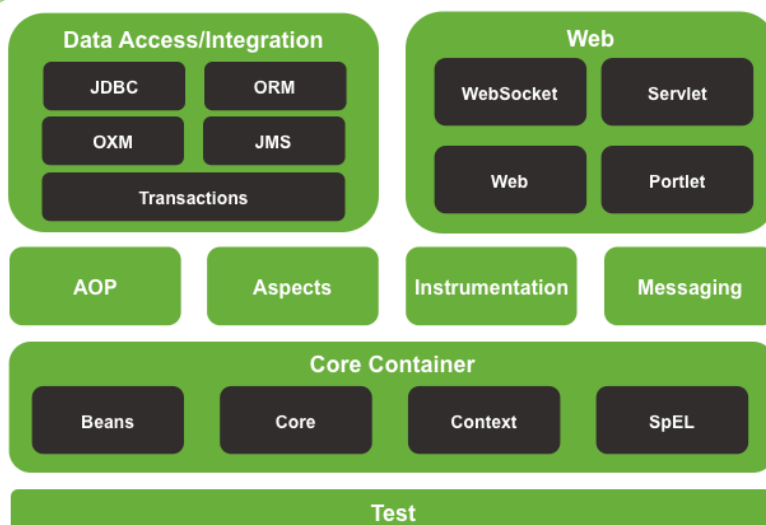 Data Access/Integration
JDBC
ORM
OXM
JMS
Transactions
Web
WebSocket
Servlet
Web
Portlet
AOP
Aspects
Instrumentation
Messaging
Core Container
Beans
Core
Context
SpEL
Test